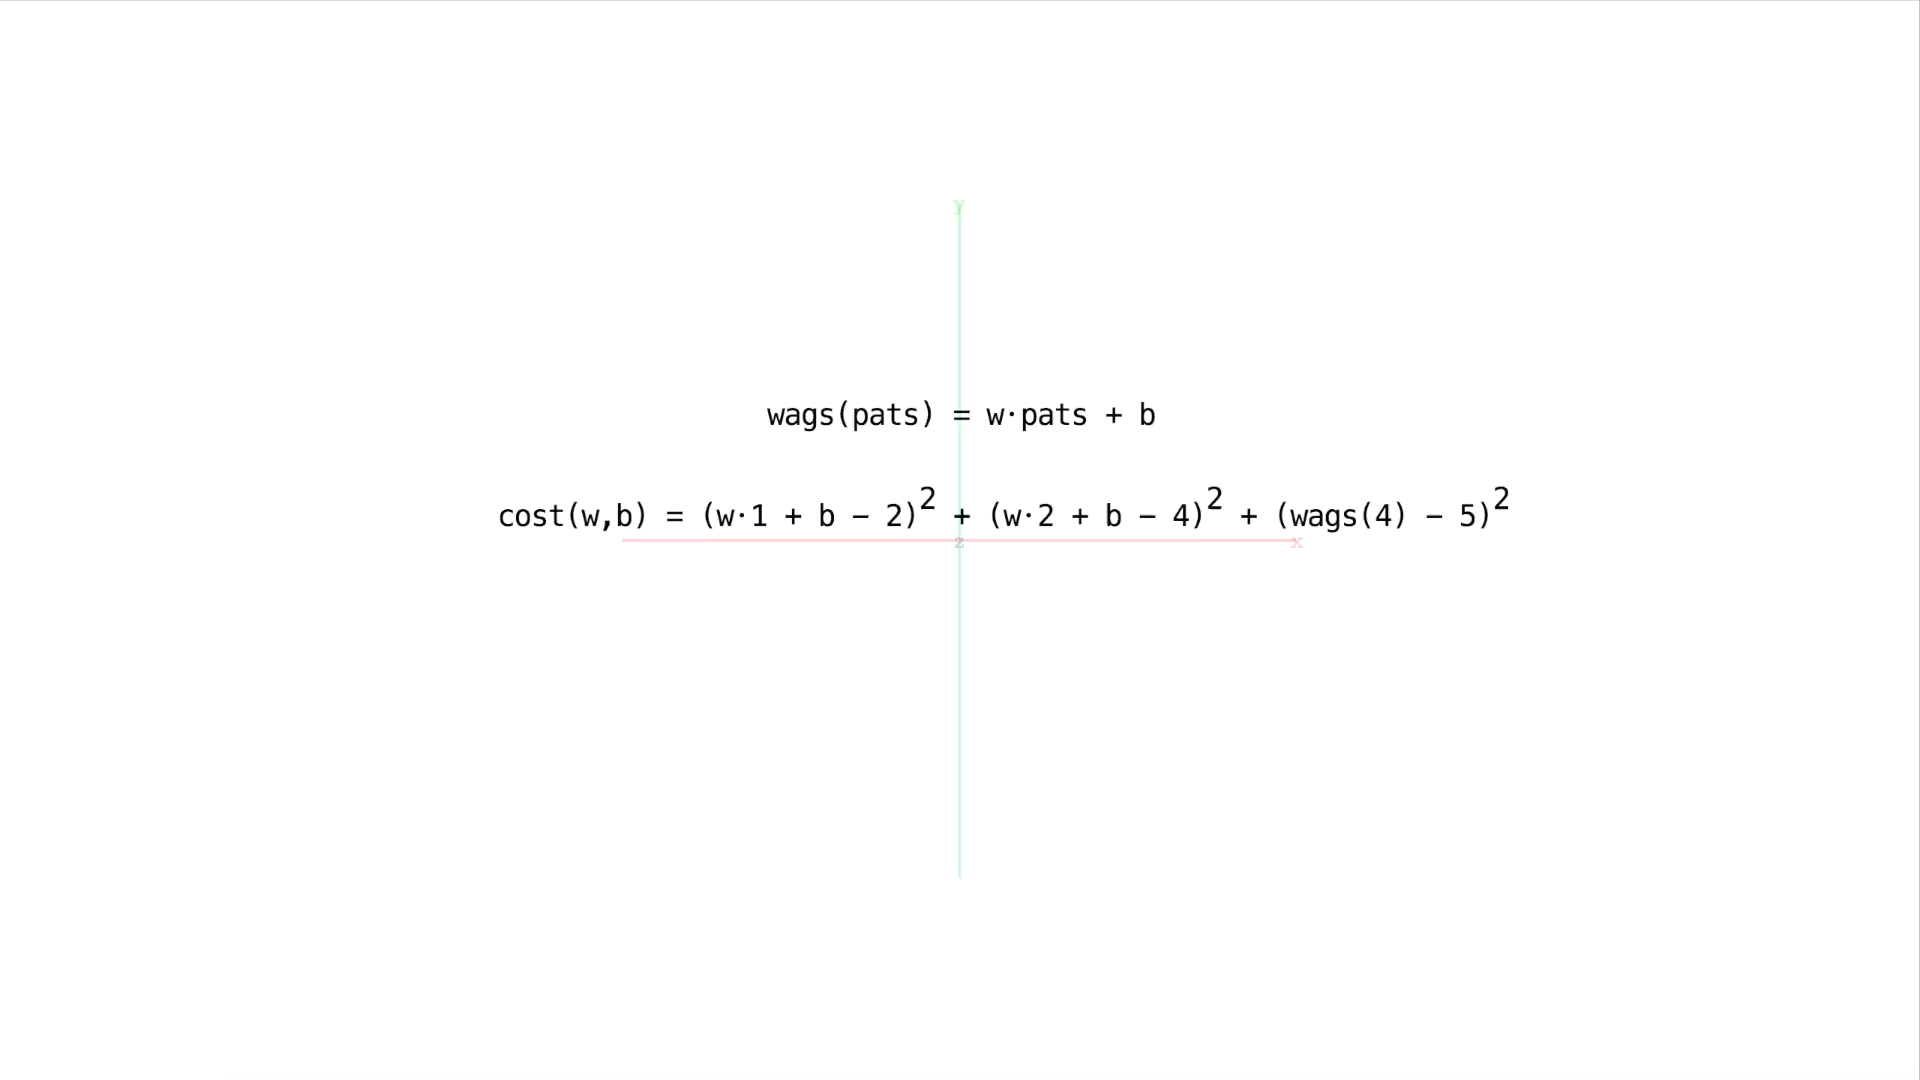 Y
wags(pats) = w·pats + b
cost(w,b) = (w·1 + b − 2)² + (w·2 + b − 4)² + (wags(4) − 5)²
z x